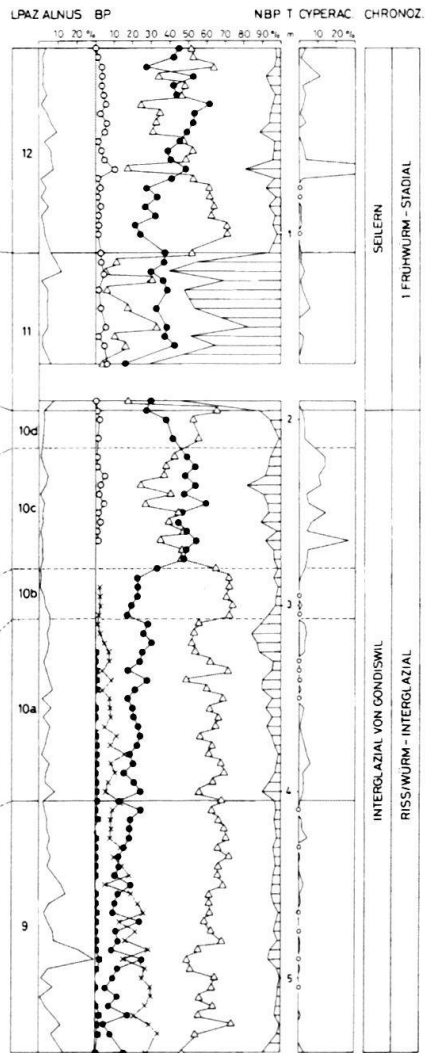 LPAZ ALNUS BP NBP T CYPERAC. CHRONOZ.
10 20 % 10 20 30 40 50 60 70 80 90 % m 10 20 %
12
1
11
SEILERN
1 FRÜHWÜRM – STADIAL
2
10d
10c
10b
3
10a
4
9
5
INTERGLAZIAL VON GONDISWIL
RISS/WÜRM – INTERGLAZIAL